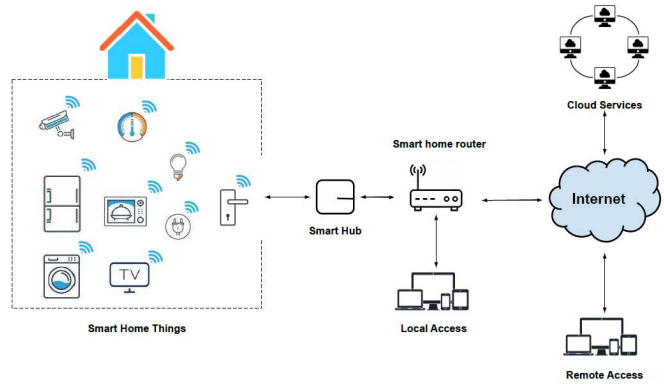 Cloud Services
Smart home router
Internet
TV
Smart Hub
Smart Home Things
Local Access
Remote Access